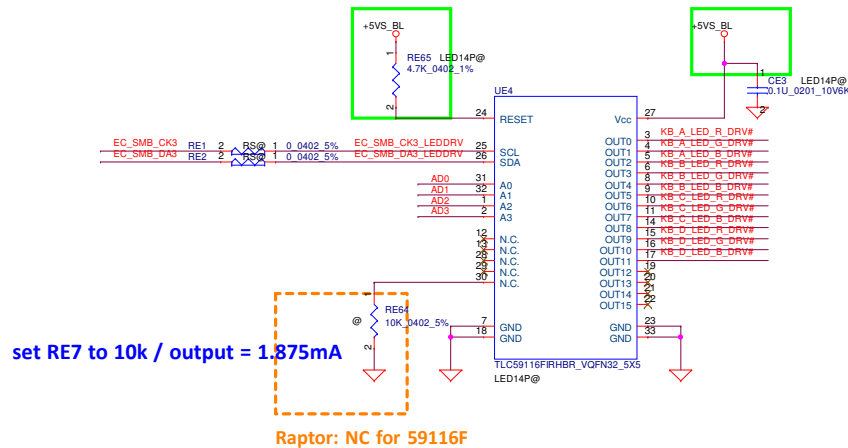 +5VS_BL
+5VS_BL
1
RE65 LED14P@
4.7K_0402_1%
2
1
CE3 LED14P@
0.1U_0201_10V6K
2
UE4
24 RESET
Vcc 27
EC_SMB_CK3 RE1 2 RS@ 1 0_0402_5% EC_SMB_CK3_LEDDRV 25 SCL
EC_SMB_DA3 RE2 2 RS@ 1 0_0402_5% EC_SMB_DA3_LEDDRV 26 SDA
AD0 31 A0
AD1 32 A1
AD2 1 A2
AD3 2 A3
12 N.C.
13 N.C.
28 N.C.
29 N.C.
30 N.C.
OUT0 3 KB_A_LED_R_DRV#
OUT1 4 KB_A_LED_G_DRV#
OUT2 5 KB_A_LED_B_DRV#
OUT3 6 KB_B_LED_R_DRV#
OUT4 8 KB_B_LED_G_DRV#
OUT5 9 KB_B_LED_B_DRV#
OUT6 10 KB_C_LED_R_DRV#
OUT7 11 KB_C_LED_G_DRV#
OUT8 14 KB_C_LED_B_DRV#
OUT9 15 KB_D_LED_R_DRV#
OUT10 16 KB_D_LED_G_DRV#
OUT11 17 KB_D_LED_B_DRV#
OUT12 19
OUT13 20
OUT14 21
OUT15 22
1
@ RE64
10K_0402_5%
2
7 GND
18 GND
GND 23
GND 33
set RE7 to 10k / output = 1.875mA
TLC59116FIRHBR_VQFN32_5X5
LED14P@
Raptor: NC for 59116F